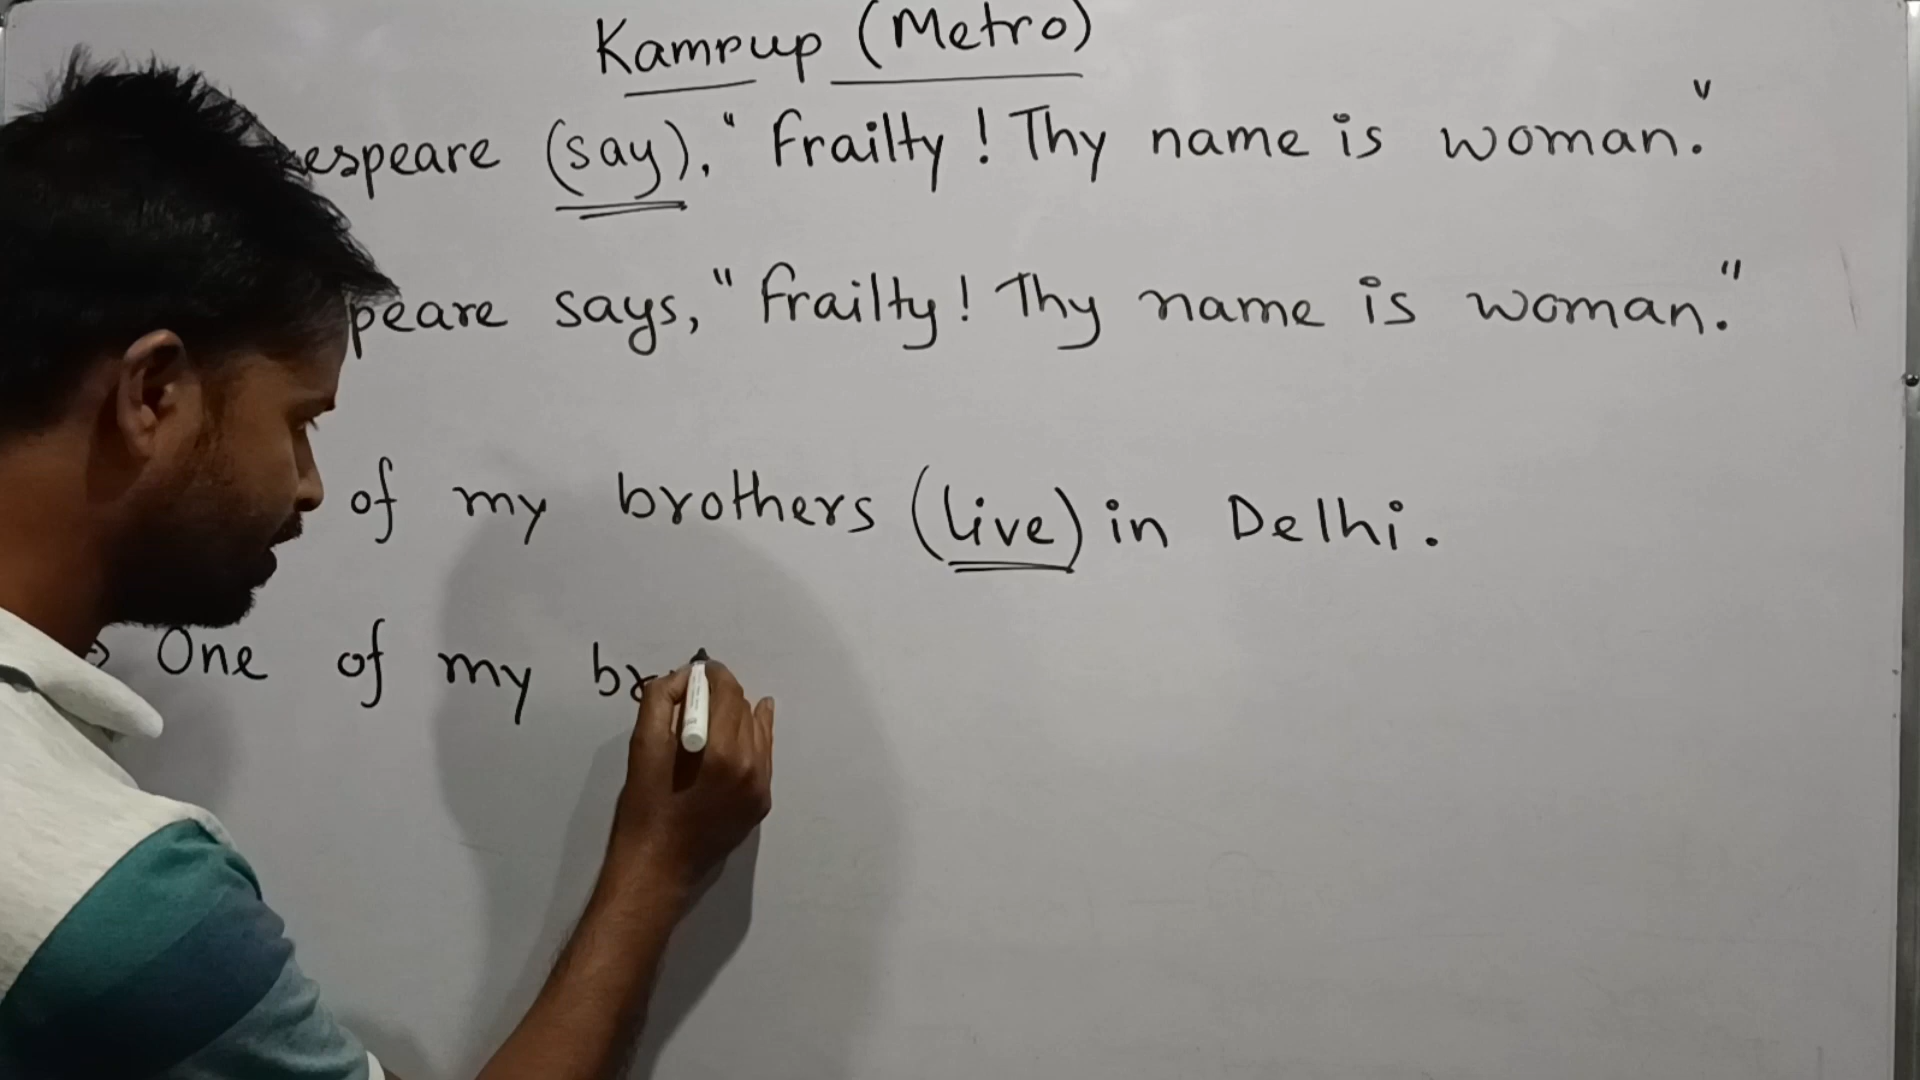 Kamrup (Metro)
espeare (say), "Frailty! Thy name is woman."
peare says, "Frailty! Thy name is woman."
of my brothers (live) in Delhi.
→ One of my br